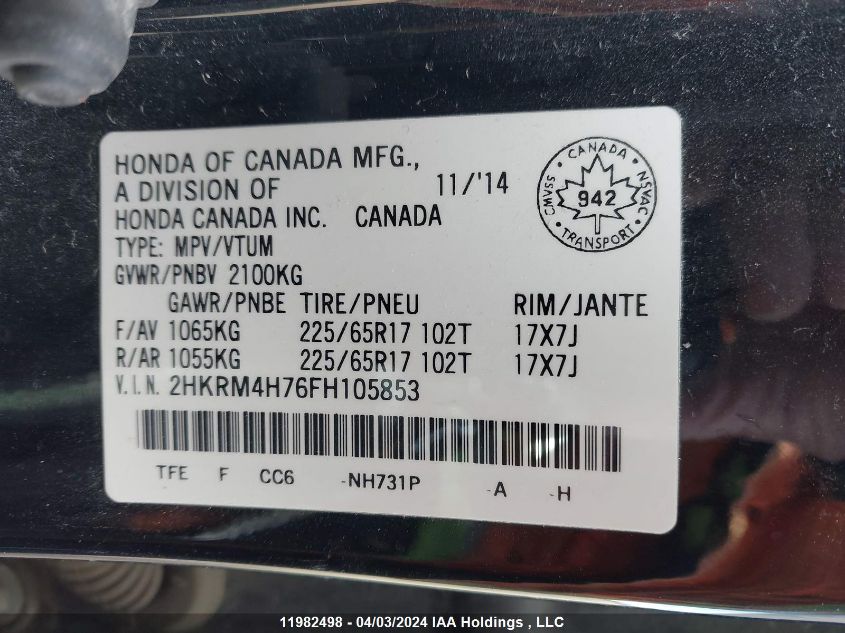 HONDA OF CANADA MFG.,
A DIVISION OF 11/'14
HONDA CANADA INC. CANADA
TYPE: MPV/VTUM
GVWR/PNBV 2100KG
GAWR/PNBE TIRE/PNEU RIM/JANTE
F/AV 1065KG 225/65R17 102T 17X7J
R/AR 1055KG 225/65R17 102T 17X7J
V.I.N. 2HKRM4H76FH105853
TFE F CC6 -NH731P -A -H
CANADA
CMVSS 942 NSVAC
TRANSPORT
11982498 - 04/03/2024 IAA Holdings , LLC